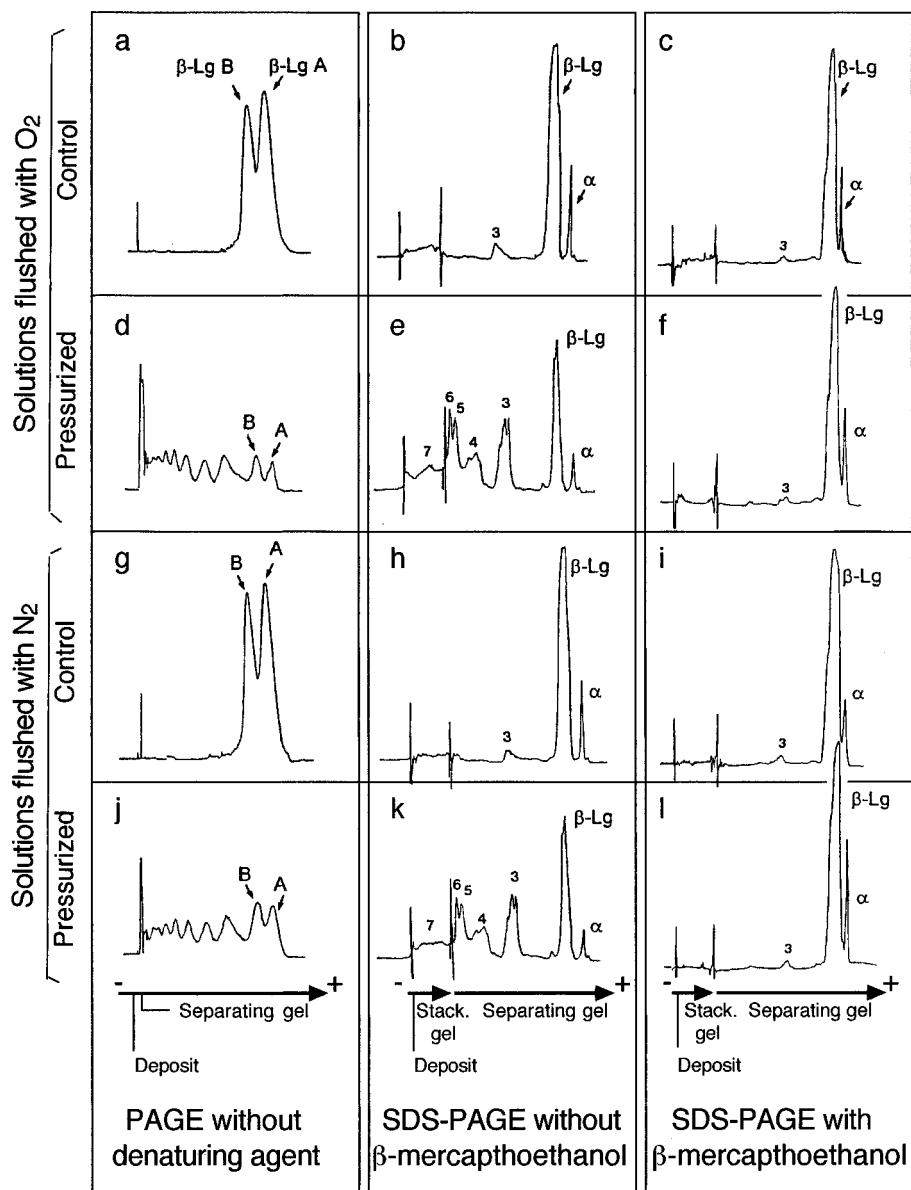 Solutions flushed with O2
Control
Pressurized
Solutions flushed with N2
Control
Pressurized
a
β-Lg B
β-Lg A
b
β-Lg
α
3
c
β-Lg
α
3
d
B
A
e
β-Lg
6
5
3
4
7
α
f
β-Lg
α
3
g
B
A
h
β-Lg
α
3
i
β-Lg
α
3
j
B
A
k
β-Lg
6
5
3
4
7
α
l
β-Lg
α
3
- +
Separating gel
Deposit
- +
Stack. gel
Separating gel
Deposit
- +
Stack. gel
Separating gel
Deposit
PAGE without
denaturing agent
SDS-PAGE without
β-mercapthoethanol
SDS-PAGE with
β-mercapthoethanol